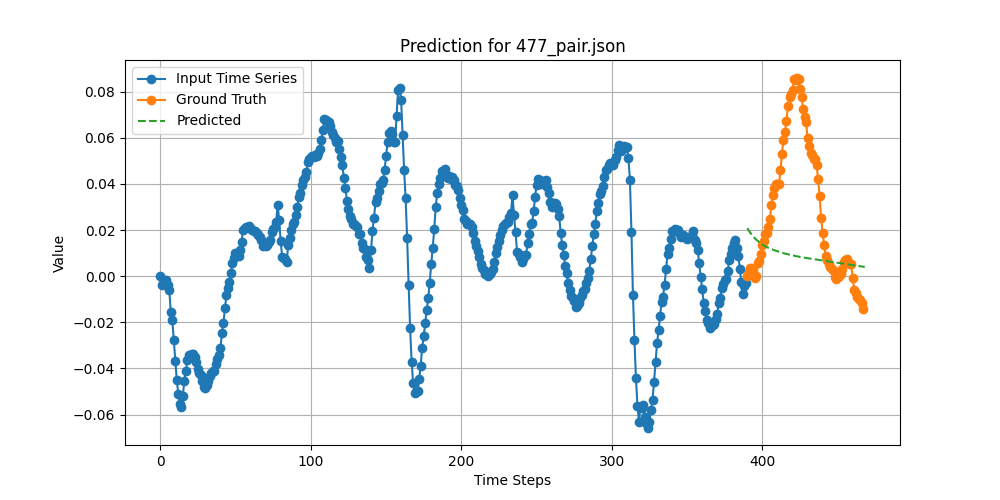 Prediction for 477_pair.json
Input Time Series
Ground Truth
Predicted
Value
0.08
0.06
0.04
0.02
0.00
−0.02
−0.04
−0.06
0
100
200
300
400
Time Steps